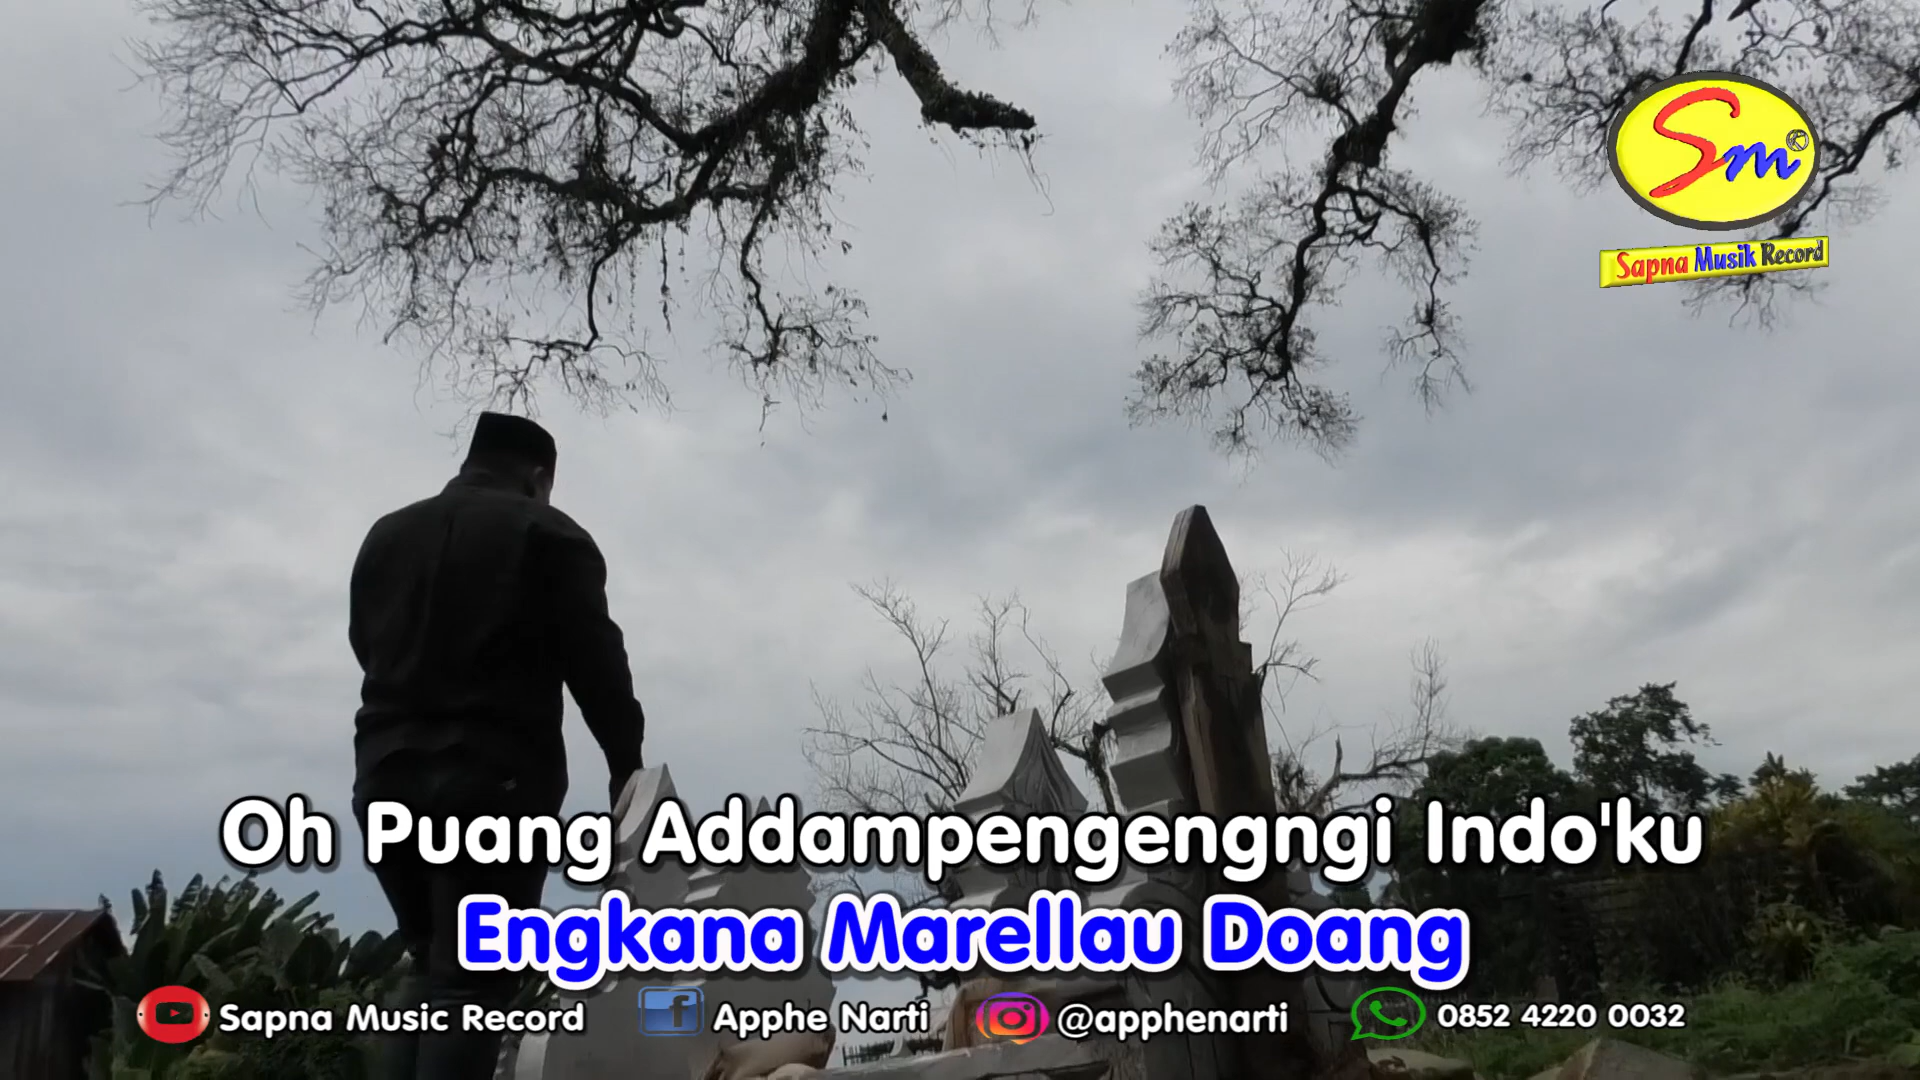 Sm
Sapna Musik Record
Oh Puang Addampengengngi Indo'ku
Engkana Marellau Doang
Sapna Music Record
Apphe Narti
@apphenarti
0852 4220 0032